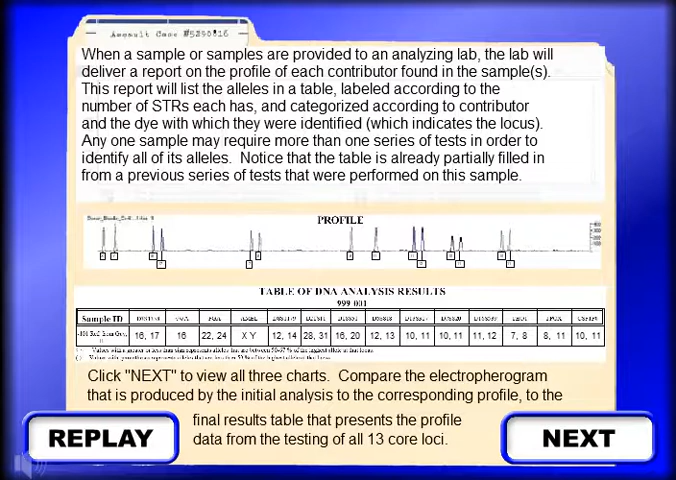 Assault Case #5390816
When a sample or samples are provided to an analyzing lab, the lab will
deliver a report on the profile of each contributor found in the sample(s).
This report will list the alleles in a table, labeled according to the
number of STRs each has, and categorized according to contributor
and the dye with which they were identified (which indicates the locus).
Any one sample may require more than one series of tests in order to
identify all of its alleles.  Notice that the table is already partially filled in
from a previous series of tests that were performed on this sample.
PROFILE
TABLE OF DNA ANALYSIS RESULTS
999-001
Sample ID
16, 17 16 22, 24 X Y 12, 14 28, 31 16, 20 12, 13 10, 11 10, 11 11, 12 7, 8 8, 11 10, 11
Click "NEXT" to view all three charts.  Compare the electropherogram
that is produced by the initial analysis to the corresponding profile, to the
final results table that presents the profile
data from the testing of all 13 core loci.
REPLAY
NEXT